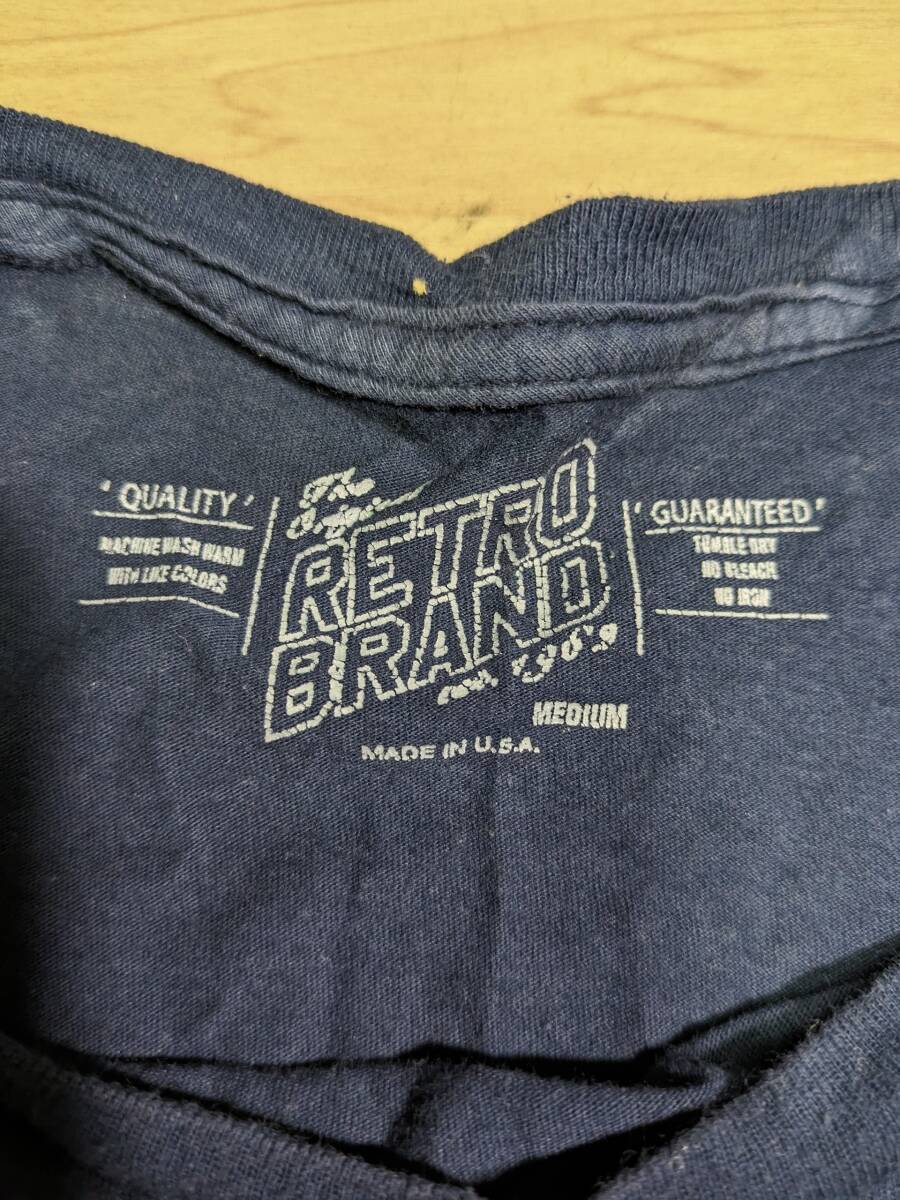 ' QUALITY '
MACHINE WASH WARM
WITH LIKE COLORS
The
Original
RETRO
BRAND
MEDIUM
MADE IN U.S.A.
' GUARANTEED '
TUMBLE DRY
NO BLEACH
NO IRON